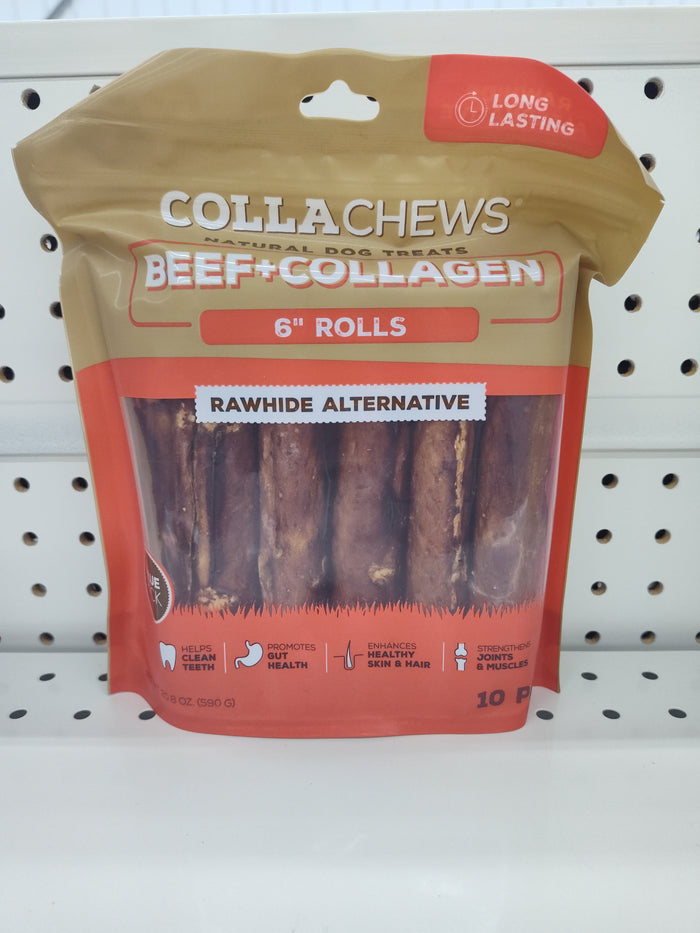 LONG
LASTING
COLLACHEWS
NATURAL DOG TREATS
BEEF+COLLAGEN
6" ROLLS
RAWHIDE ALTERNATIVE
HELPS
CLEAN
TEETH
PROMOTES
GUT
HEALTH
ENHANCES
HEALTHY
SKIN & HAIR
STRENGTHENS
JOINTS
& MUSCLES
OZ. (590 G)
10